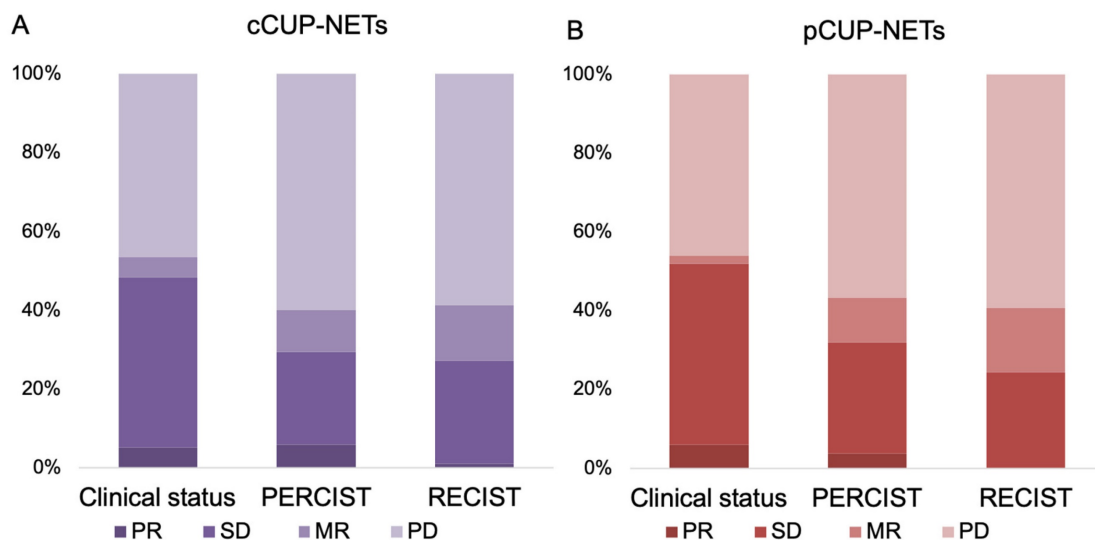 A
cCUP-NETs
100%
80%
60%
40%
20%
0%
Clinical status PERCIST RECIST
PR SD MR PD
B
pCUP-NETs
100%
80%
60%
40%
20%
0%
Clinical status PERCIST RECIST
PR SD MR PD